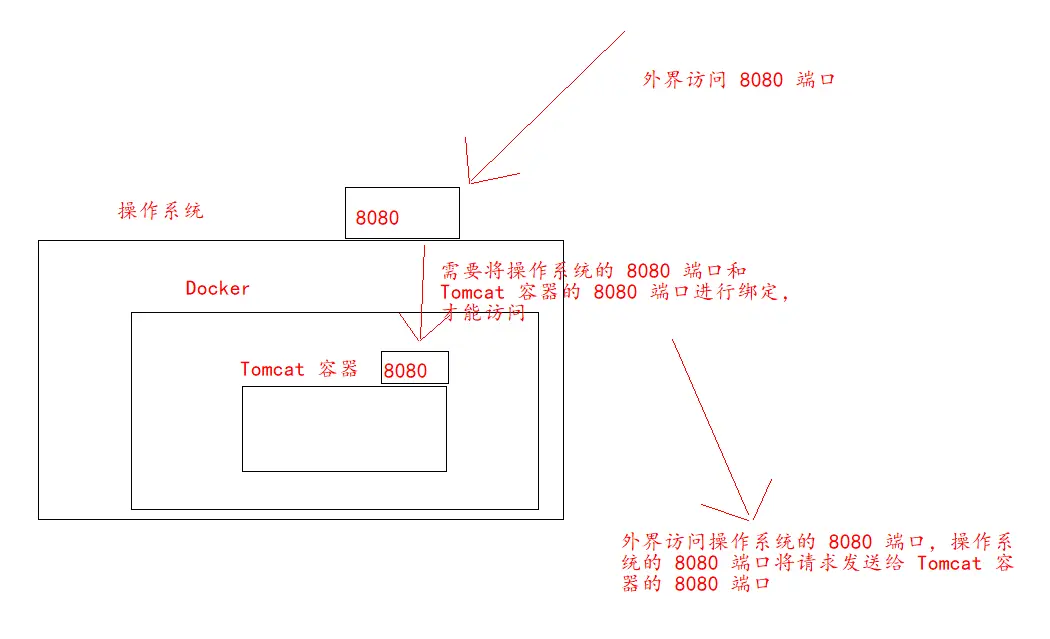 外界访问 8080 端口
操作系统
8080
需要将操作系统的 8080 端口和
Tomcat 容器的 8080 端口进行绑定，
才能访问
Docker
Tomcat 容器
8080
外界访问操作系统的 8080 端口，操作系
统的 8080 端口将请求发送给 Tomcat 容
器的 8080 端口